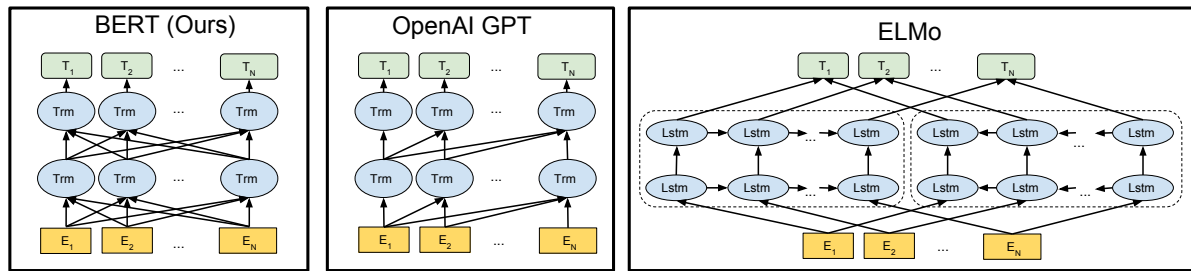 BERT (Ours)
T1 T2 ... TN
Trm Trm ... Trm
Trm Trm ... Trm
E1 E2 ... EN
OpenAI GPT
T1 T2 ... TN
Trm Trm ... Trm
Trm Trm ... Trm
E1 E2 ... EN
ELMo
T1 T2 ... TN
Lstm Lstm ... Lstm Lstm Lstm ... Lstm
Lstm Lstm ... Lstm Lstm Lstm ... Lstm
E1 E2 ... EN